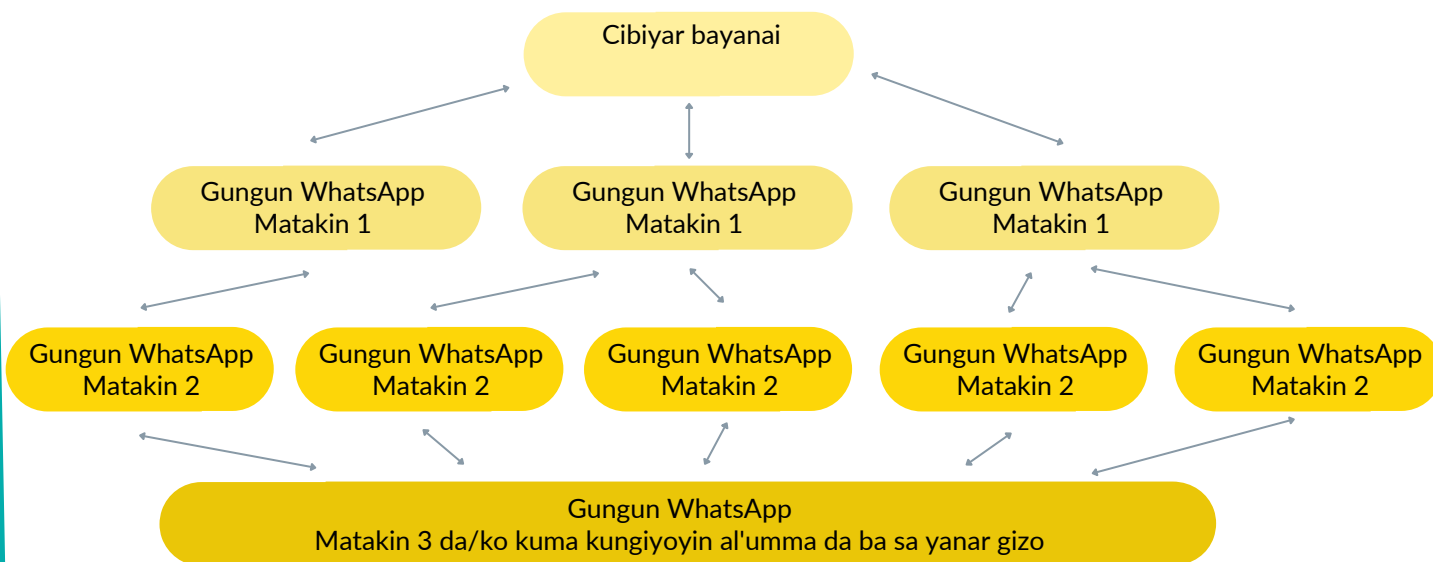 Cibiyar bayanai
Gungun WhatsApp
Matakin 1
Gungun WhatsApp
Matakin 1
Gungun WhatsApp
Matakin 1
Gungun WhatsApp
Matakin 2
Gungun WhatsApp
Matakin 2
Gungun WhatsApp
Matakin 2
Gungun WhatsApp
Matakin 2
Gungun WhatsApp
Matakin 2
Gungun WhatsApp
Matakin 3 da/ko kuma kungiyoyin al'umma da ba sa yanar gizo